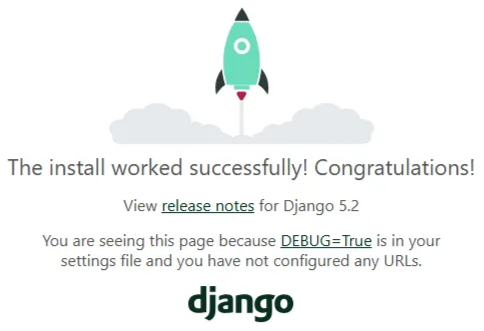 The install worked successfully! Congratulations!
View release notes for Django 5.2
You are seeing this page because DEBUG=True is in your
settings file and you have not configured any URLs.
django